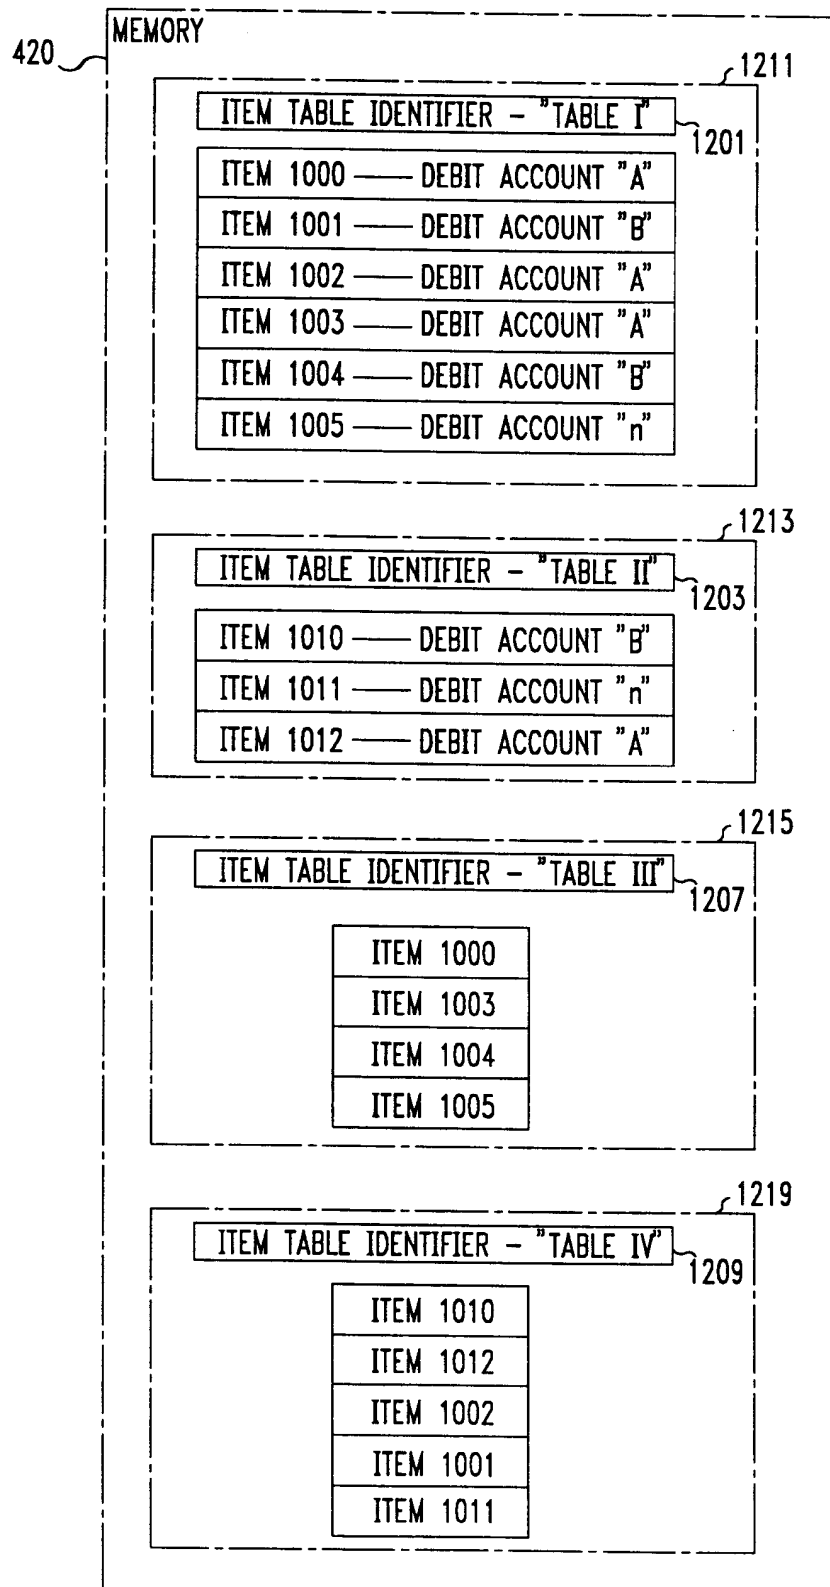 MEMORY
420
1211
ITEM TABLE IDENTIFIER – "TABLE I"
1201
ITEM 1000 —— DEBIT ACCOUNT "A"
ITEM 1001 —— DEBIT ACCOUNT "B"
ITEM 1002 —— DEBIT ACCOUNT "A"
ITEM 1003 —— DEBIT ACCOUNT "A"
ITEM 1004 —— DEBIT ACCOUNT "B"
ITEM 1005 —— DEBIT ACCOUNT "n"
1213
ITEM TABLE IDENTIFIER – "TABLE II"
1203
ITEM 1010 —— DEBIT ACCOUNT "B"
ITEM 1011 —— DEBIT ACCOUNT "n"
ITEM 1012 —— DEBIT ACCOUNT "A"
1215
ITEM TABLE IDENTIFIER – "TABLE III"
1207
ITEM 1000
ITEM 1003
ITEM 1004
ITEM 1005
1219
ITEM TABLE IDENTIFIER – "TABLE IV"
1209
ITEM 1010
ITEM 1012
ITEM 1002
ITEM 1001
ITEM 1011